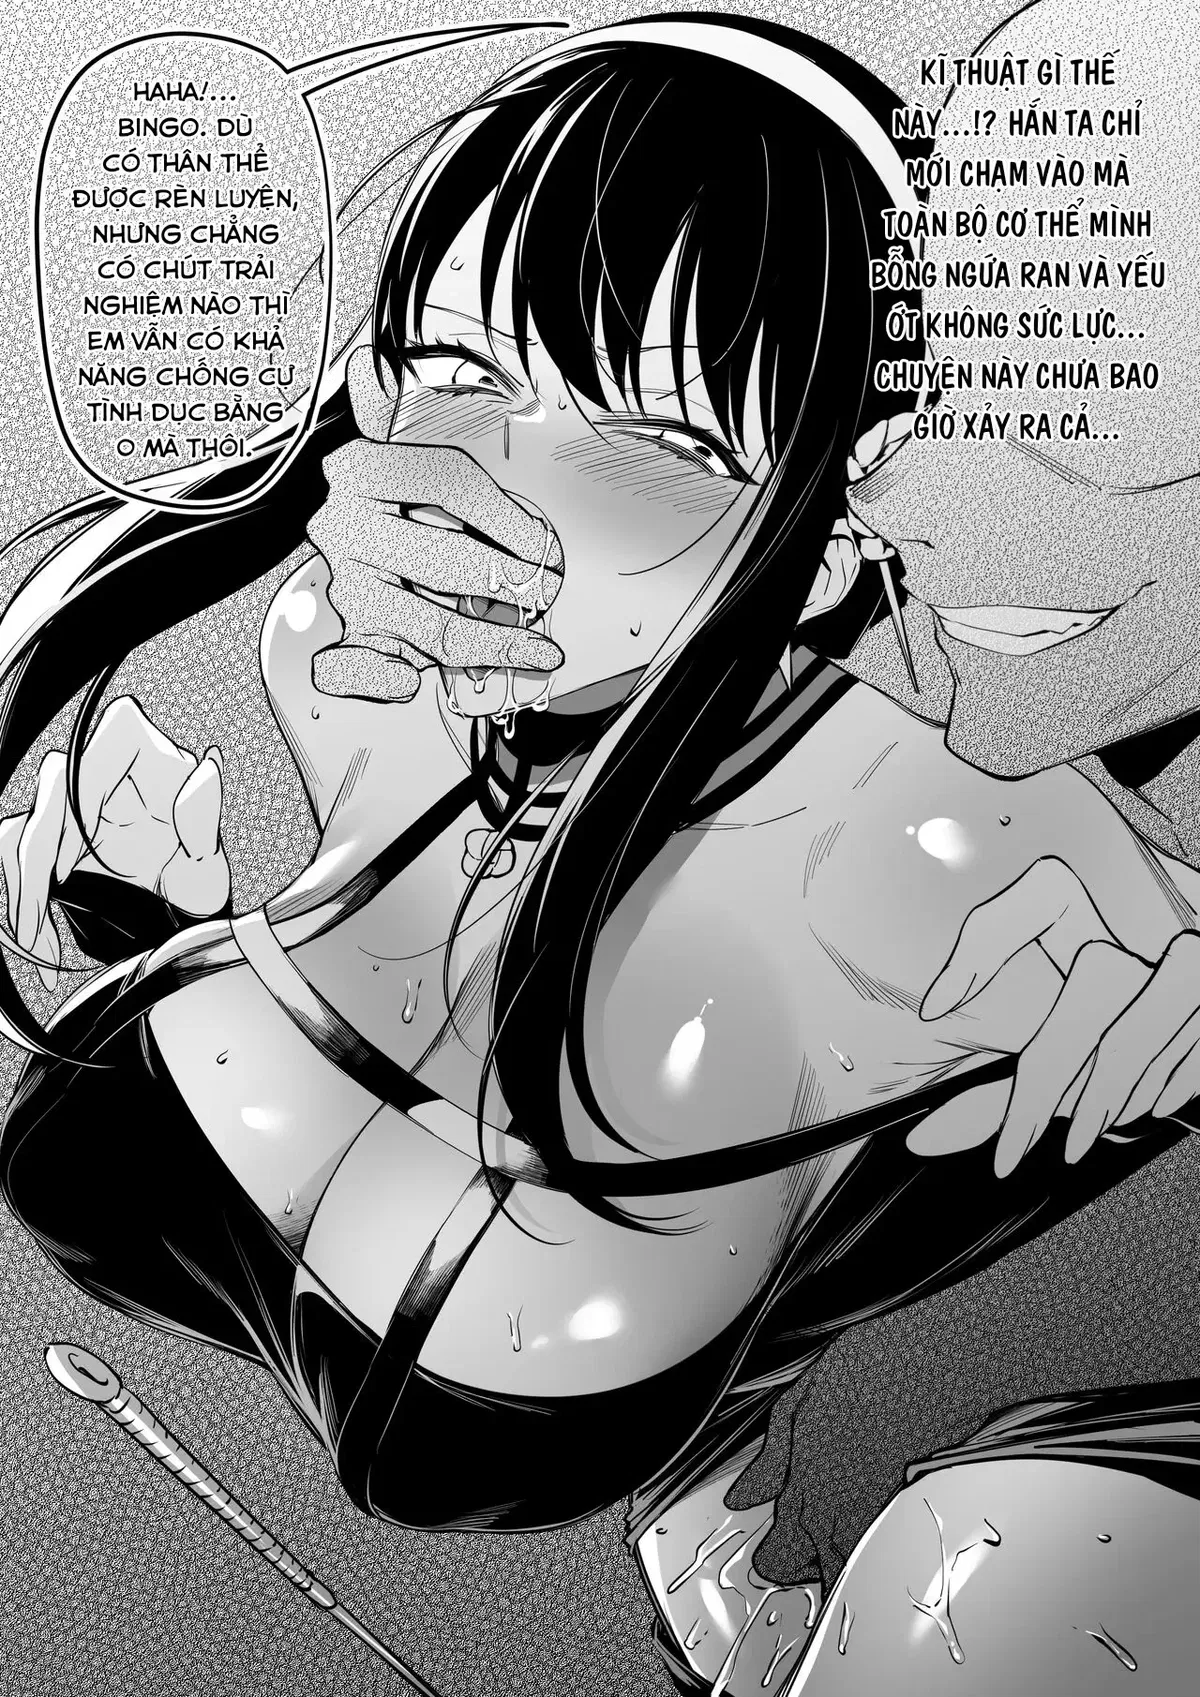 KĨ THUẬT GÌ THẾ
NÀY...!? HẮN TA CHỈ
MỚI CHẠM VÀO MÀ
TOÀN BỘ CƠ THỂ MÌNH
BỖNG NGỨA RAN VÀ YẾU
ỚT KHÔNG SỨC LỰC...
CHUYỆN NÀY CHƯA BAO
GIỜ XẢY RA CẢ...
HAHA!...
BINGO. DÙ
CÓ THÂN THỂ
ĐƯỢC RÈN LUYỆN,
NHƯNG CHẲNG
CÓ CHÚT TRẢI
NGHIỆM NÀO THÌ
EM VẪN CÓ KHẢ
NĂNG CHỐNG CỰ
TÌNH DỤC BẰNG
O MÀ THÔI.